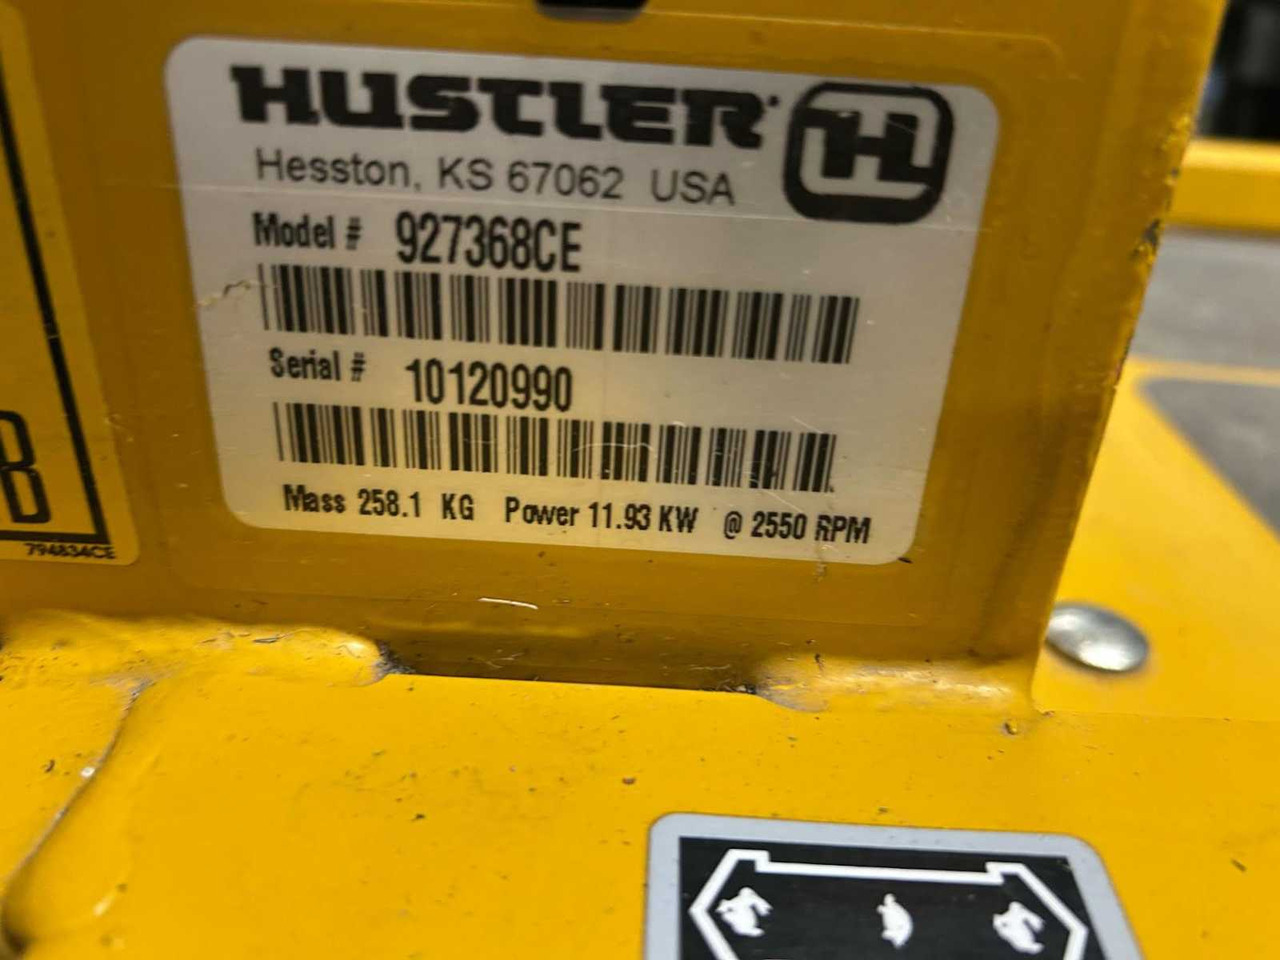 HUSTLER
H
Hesston, KS 67062 USA
Model # 927368CE
Serial # 10120990
Mass 258.1 KG Power 11.93 KW @ 2550 RPM
B
794834CE